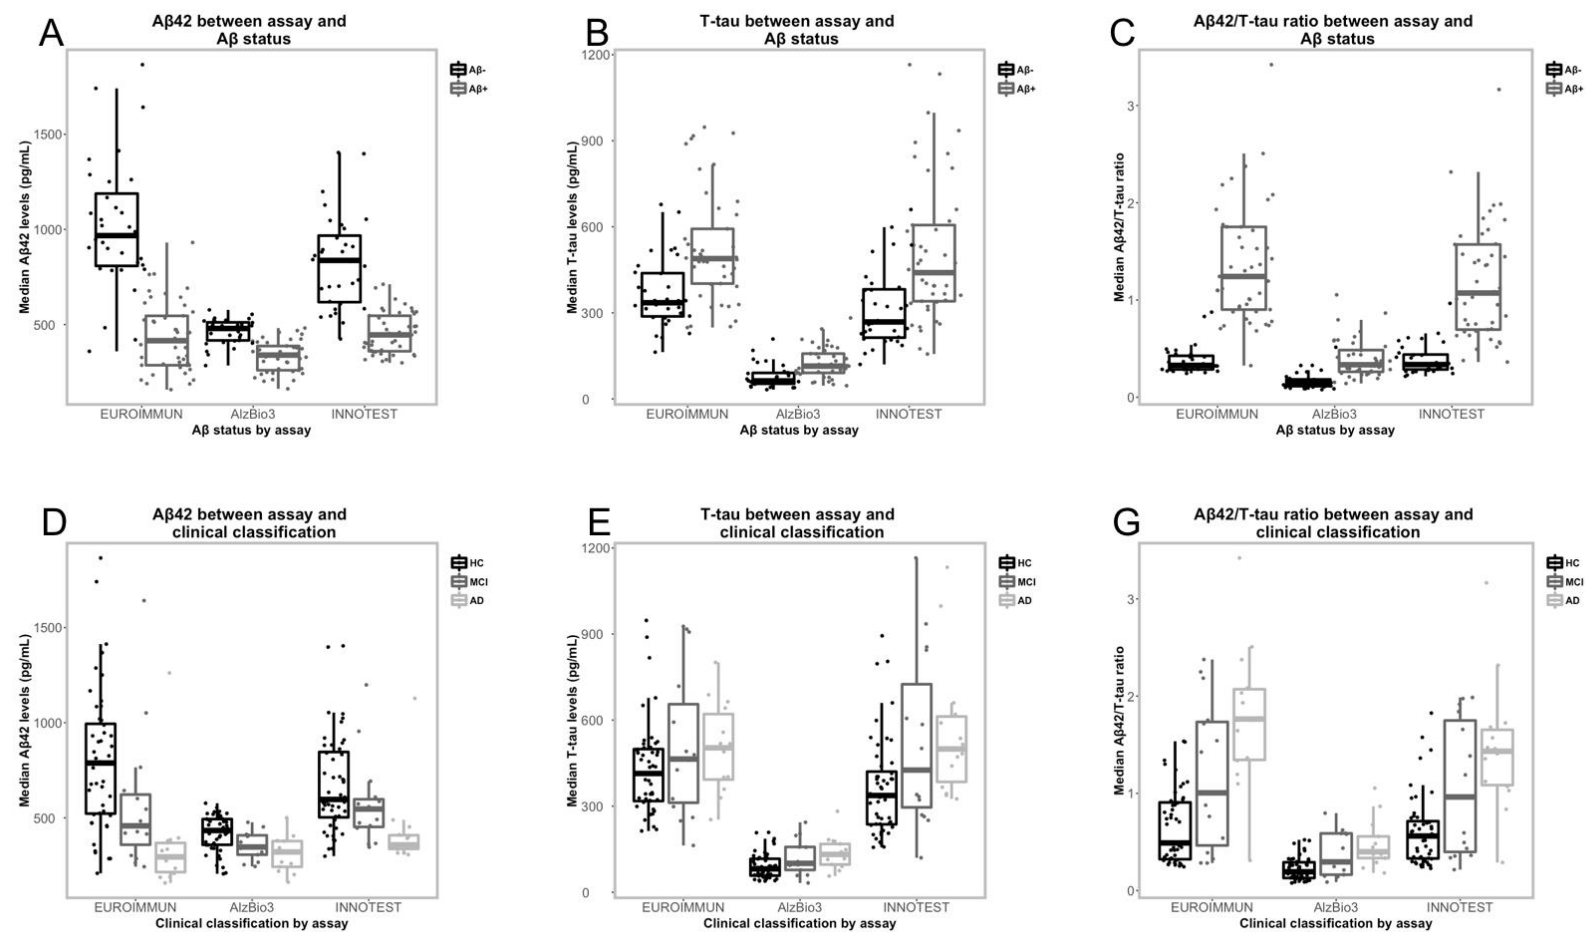 A
Aβ42 between assay and
Aβ status
Median Aβ42 levels (pg/mL)
1500
1000
500
EUROIMMUN
AlzBio3
INNOTEST
Aβ status by assay
Aβ-
Aβ+
B
T-tau between assay and
Aβ status
Median T-tau levels (pg/mL)
1200
900
600
300
0
EUROIMMUN
AlzBio3
INNOTEST
Aβ status by assay
Aβ-
Aβ+
C
Aβ42/T-tau ratio between assay and
Aβ status
Median Aβ42/T-tau ratio
3
2
1
0
EUROIMMUN
AlzBio3
INNOTEST
Aβ status by assay
Aβ-
Aβ+
D
Aβ42 between assay and
clinical classification
Median Aβ42 levels (pg/mL)
1500
1000
500
EUROIMMUN
AlzBio3
INNOTEST
Clinical classification by assay
HC
MCI
AD
E
T-tau between assay and
clinical classification
Median T-tau levels (pg/mL)
1200
900
600
300
0
EUROIMMUN
AlzBio3
INNOTEST
Clinical classification by assay
HC
MCI
AD
G
Aβ42/T-tau ratio between assay and
clinical classification
Median Aβ42/T-tau ratio
3
2
1
0
EUROIMMUN
AlzBio3
INNOTEST
Clinical classification by assay
HC
MCI
AD